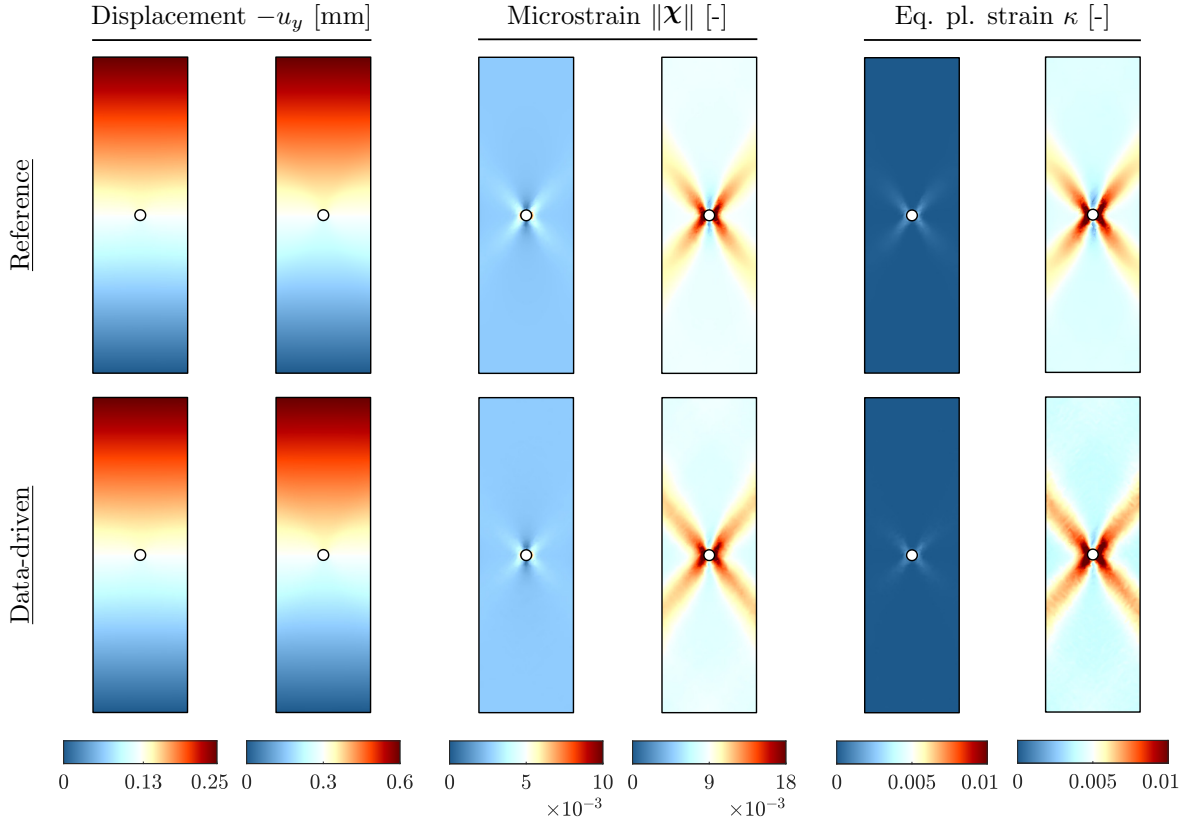 Displacement −u_y [mm] Microstrain ‖χ‖ [-] Eq. pl. strain κ [-]
Reference
Data-driven
0 0.13 0.25 0 0.3 0.6 0 5 10 0 9 18 0 0.005 0.01 0 0.005 0.01
×10⁻³ ×10⁻³